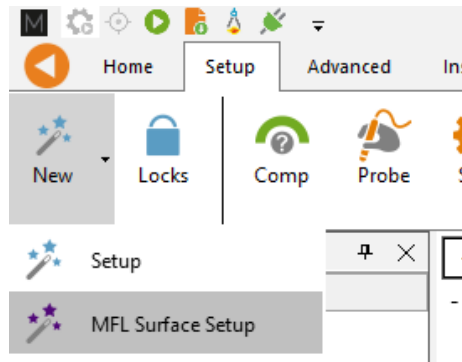 M
Home Setup Advanced
New Locks Comp Probe
Setup
MFL Surface Setup